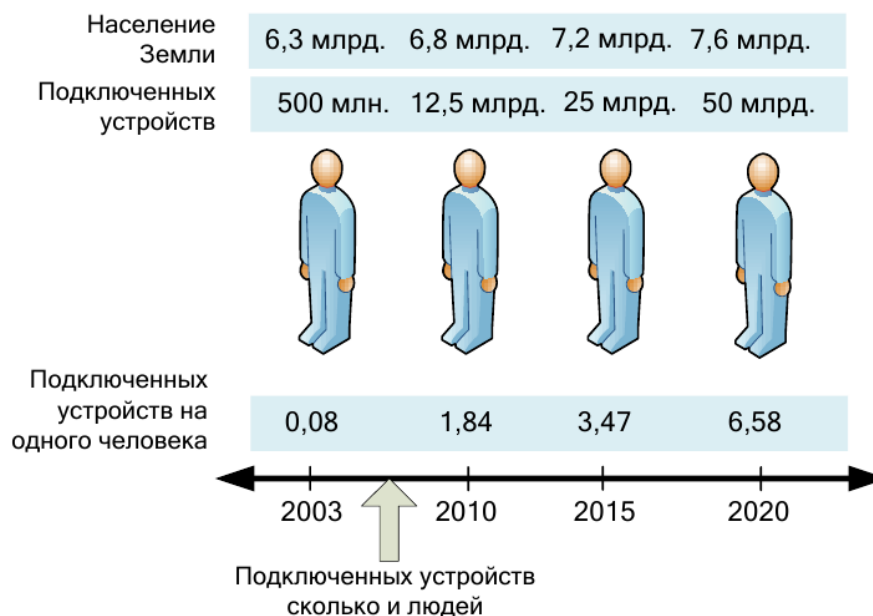 Население
Земли
6,3 млрд. 6,8 млрд. 7,2 млрд. 7,6 млрд.
Подключенных
устройств
500 млн. 12,5 млрд. 25 млрд. 50 млрд.
Подключенных
устройств на
одного человека
0,08 1,84 3,47 6,58
2003 2010 2015 2020
Подключенных устройств
сколько и людей